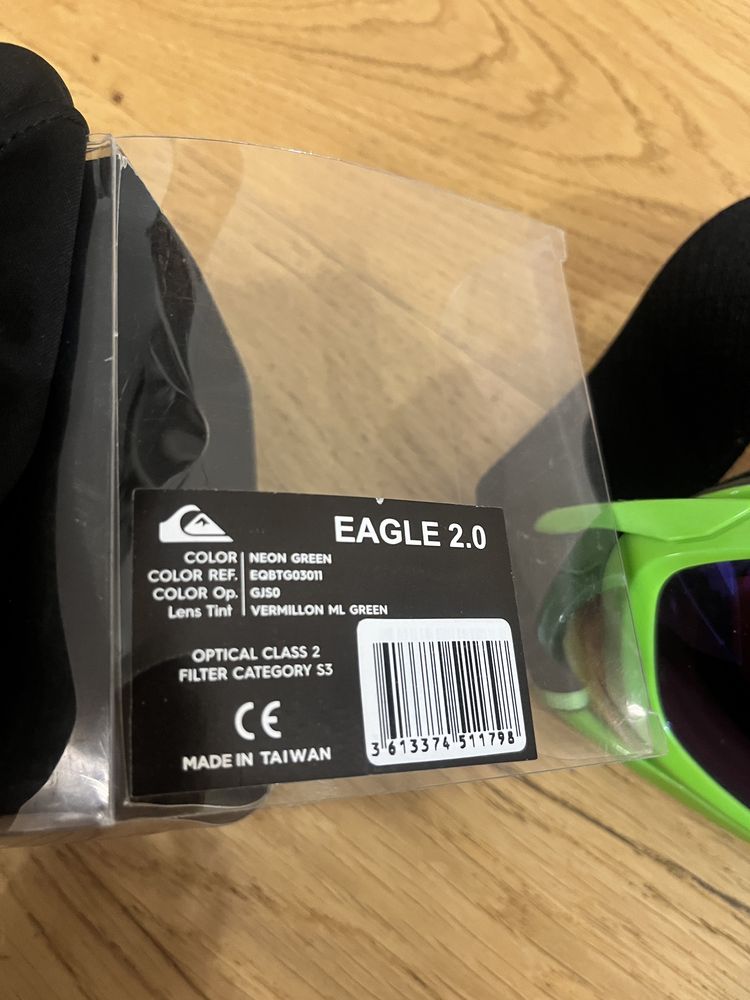 EAGLE 2.0
COLOR NEON GREEN
COLOR REF. EQBTG03011
COLOR Op. GJS0
Lens Tint VERMILLON ML GREEN
OPTICAL CLASS 2
FILTER CATEGORY S3
CE
MADE IN TAIWAN
3 613374 511798